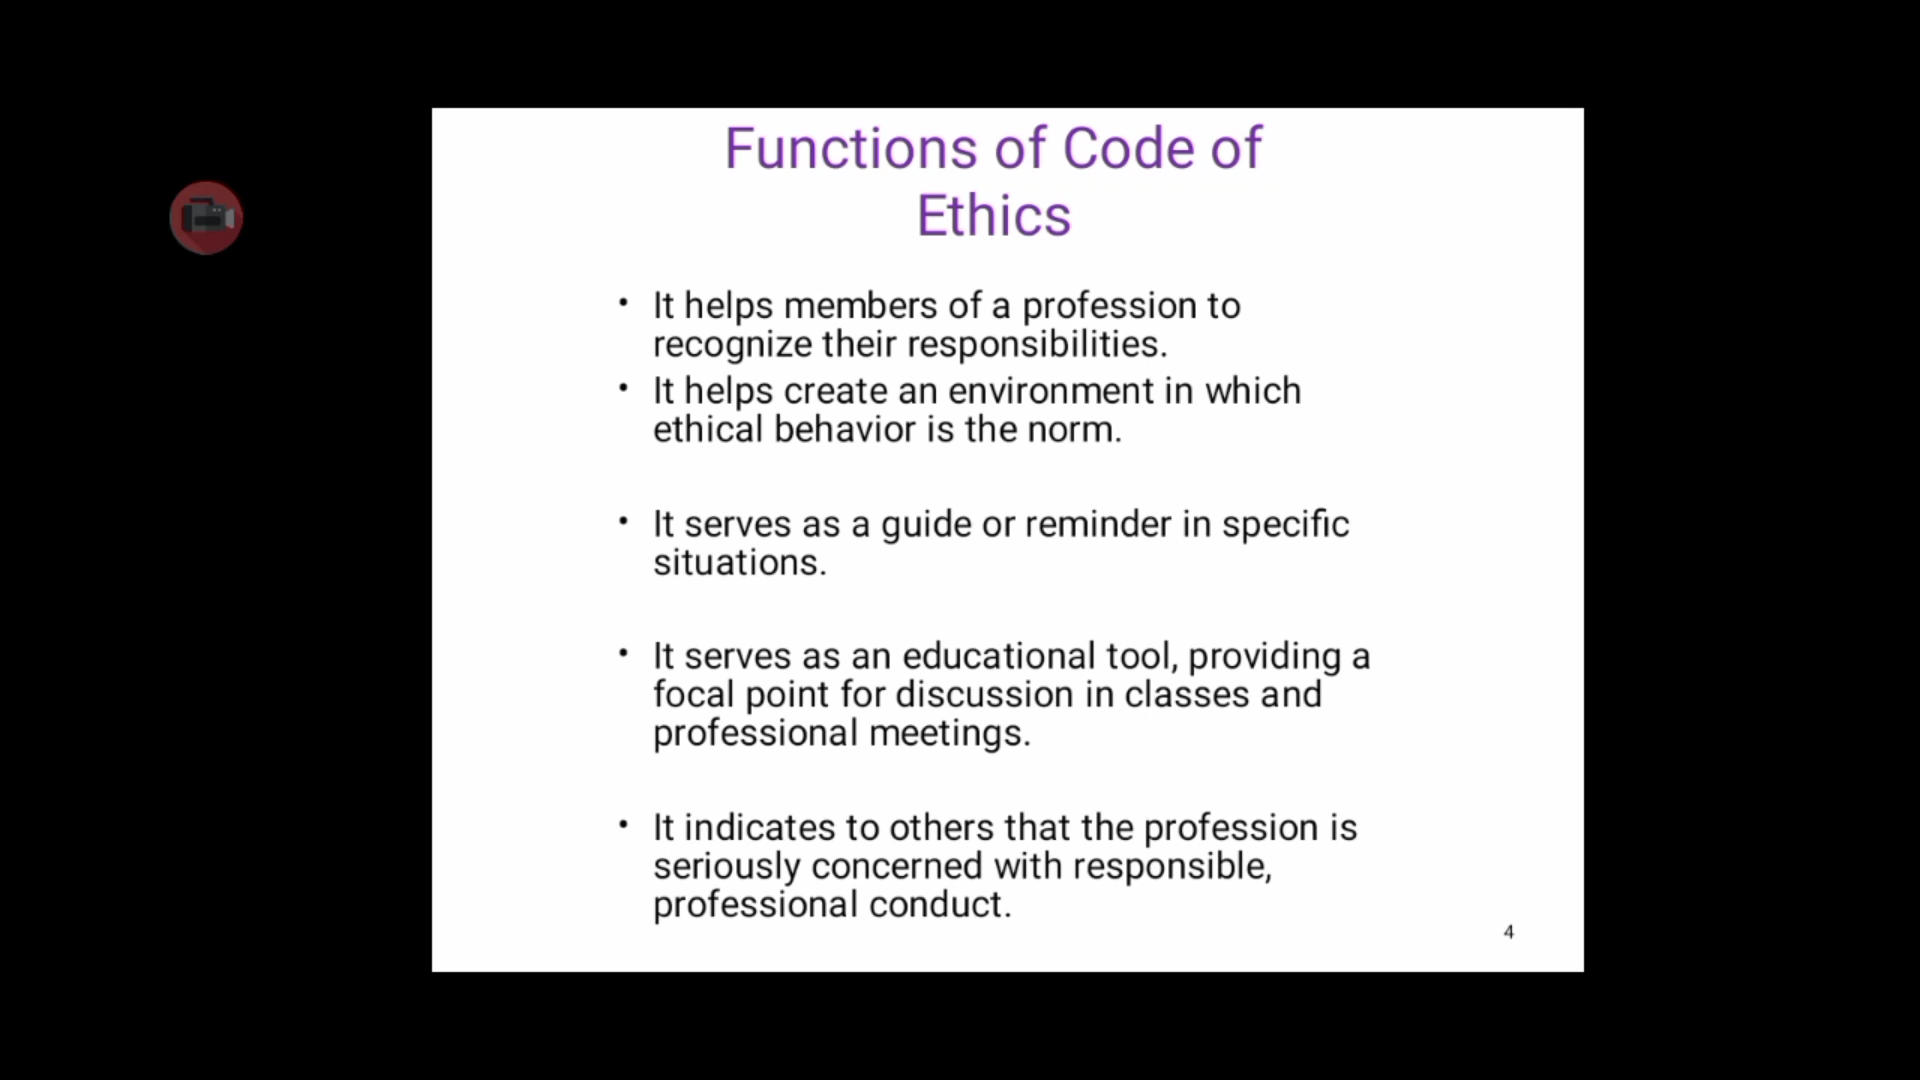 Functions of Code of
Ethics
• It helps members of a profession to
recognize their responsibilities.
• It helps create an environment in which
ethical behavior is the norm.
• It serves as a guide or reminder in specific
situations.
• It serves as an educational tool, providing a
focal point for discussion in classes and
professional meetings.
• It indicates to others that the profession is
seriously concerned with responsible,
professional conduct.
4